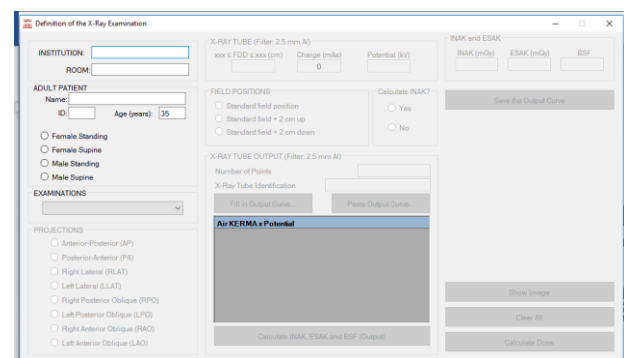 Definition of the X-Ray Examination
INSTITUTION:
ROOM:
ADULT PATIENT
Name:
ID:
Age (years): 35
Female Standing
Female Supine
Male Standing
Male Supine
EXAMINATIONS
PROJECTIONS
Anterior-Posterior (AP)
Posterior-Anterior (PA)
Right Lateral (RLAT)
Left Lateral (LLAT)
Right Posterior Oblique (RPO)
Left Posterior Oblique (LPO)
Right Anterior Oblique (RAO)
Left Anterior Oblique (LAO)
X-RAY TUBE (Filter: 2.5 mm Al)
xxx ≤ FDD ≤ xxx (cm) Charge (mAs) Potential (kV)
0
FIELD POSITIONS
Standard field position
Standard field + 2 cm up
Standard field + 2 cm down
Calculate INAK?
Yes
No
X-RAY TUBE OUTPUT (Filter: 2.5 mm Al)
Number of Points
X-Ray Tube Identification
Fill in Output Curve... Paste Output Curve...
Air KERMA x Potential
Calculate INAK, ESAK and BSF (Output)
INAK and ESAK
INAK (mGy) ESAK (mGy) BSF
Save the Output Curve
Show Image
Clear All
Calculate Dose